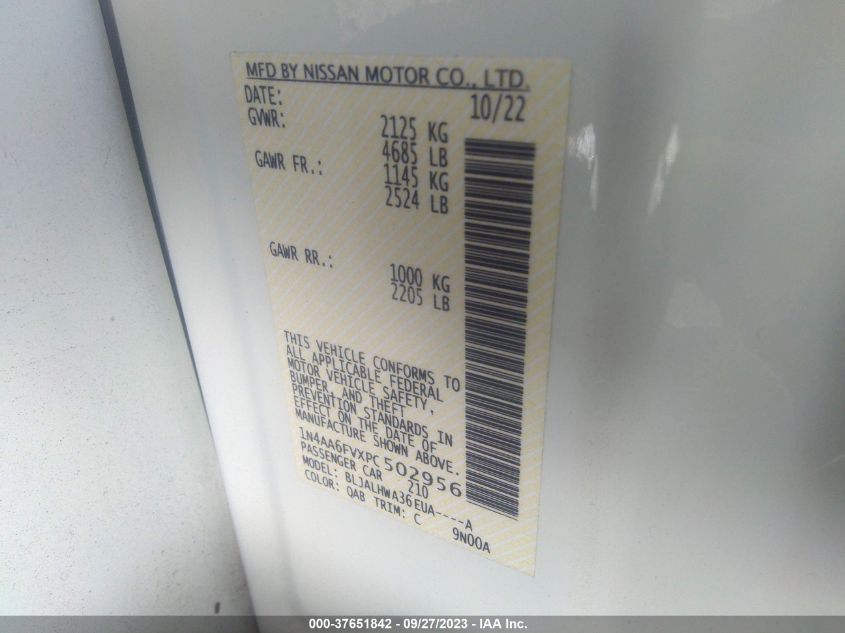 MFD BY NISSAN MOTOR CO., LTD.
DATE: 10/22
GVWR: 2125 KG
4685 LB
GAWR FR.: 1145 KG
2524 LB
GAWR RR.: 1000 KG
2205 LB
THIS VEHICLE CONFORMS TO
ALL APPLICABLE FEDERAL
MOTOR VEHICLE SAFETY,
BUMPER, AND THEFT
PREVENTION STANDARDS IN
EFFECT ON THE DATE OF
MANUFACTURE SHOWN ABOVE.
1N4AA6FVXPC502956
PASSENGER CAR 210
MODEL: BLJALHWA36EUA----A
COLOR: QAB TRIM: C 9N00A
000-37651842 - 09/27/2023 - IAA Inc.